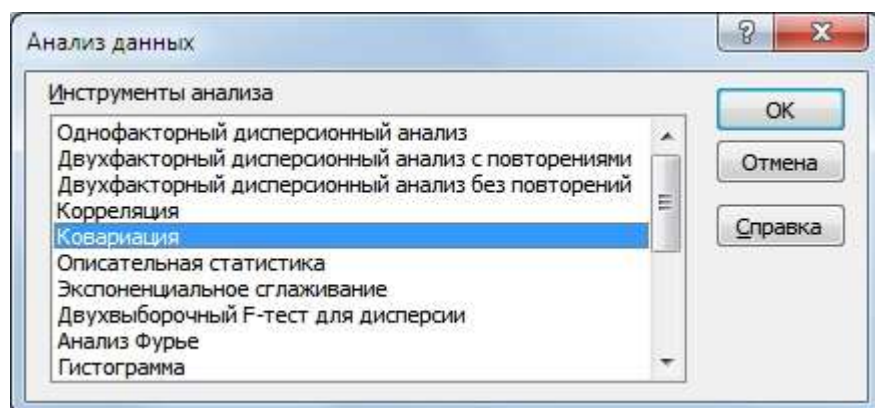 Анализ данных
Инструменты анализа
Однофакторный дисперсионный анализ
Двухфакторный дисперсионный анализ с повторениями
Двухфакторный дисперсионный анализ без повторений
Корреляция
Ковариация
Описательная статистика
Экспоненциальное сглаживание
Двухвыборочный F-тест для дисперсии
Анализ Фурье
Гистограмма
ОК
Отмена
Справка